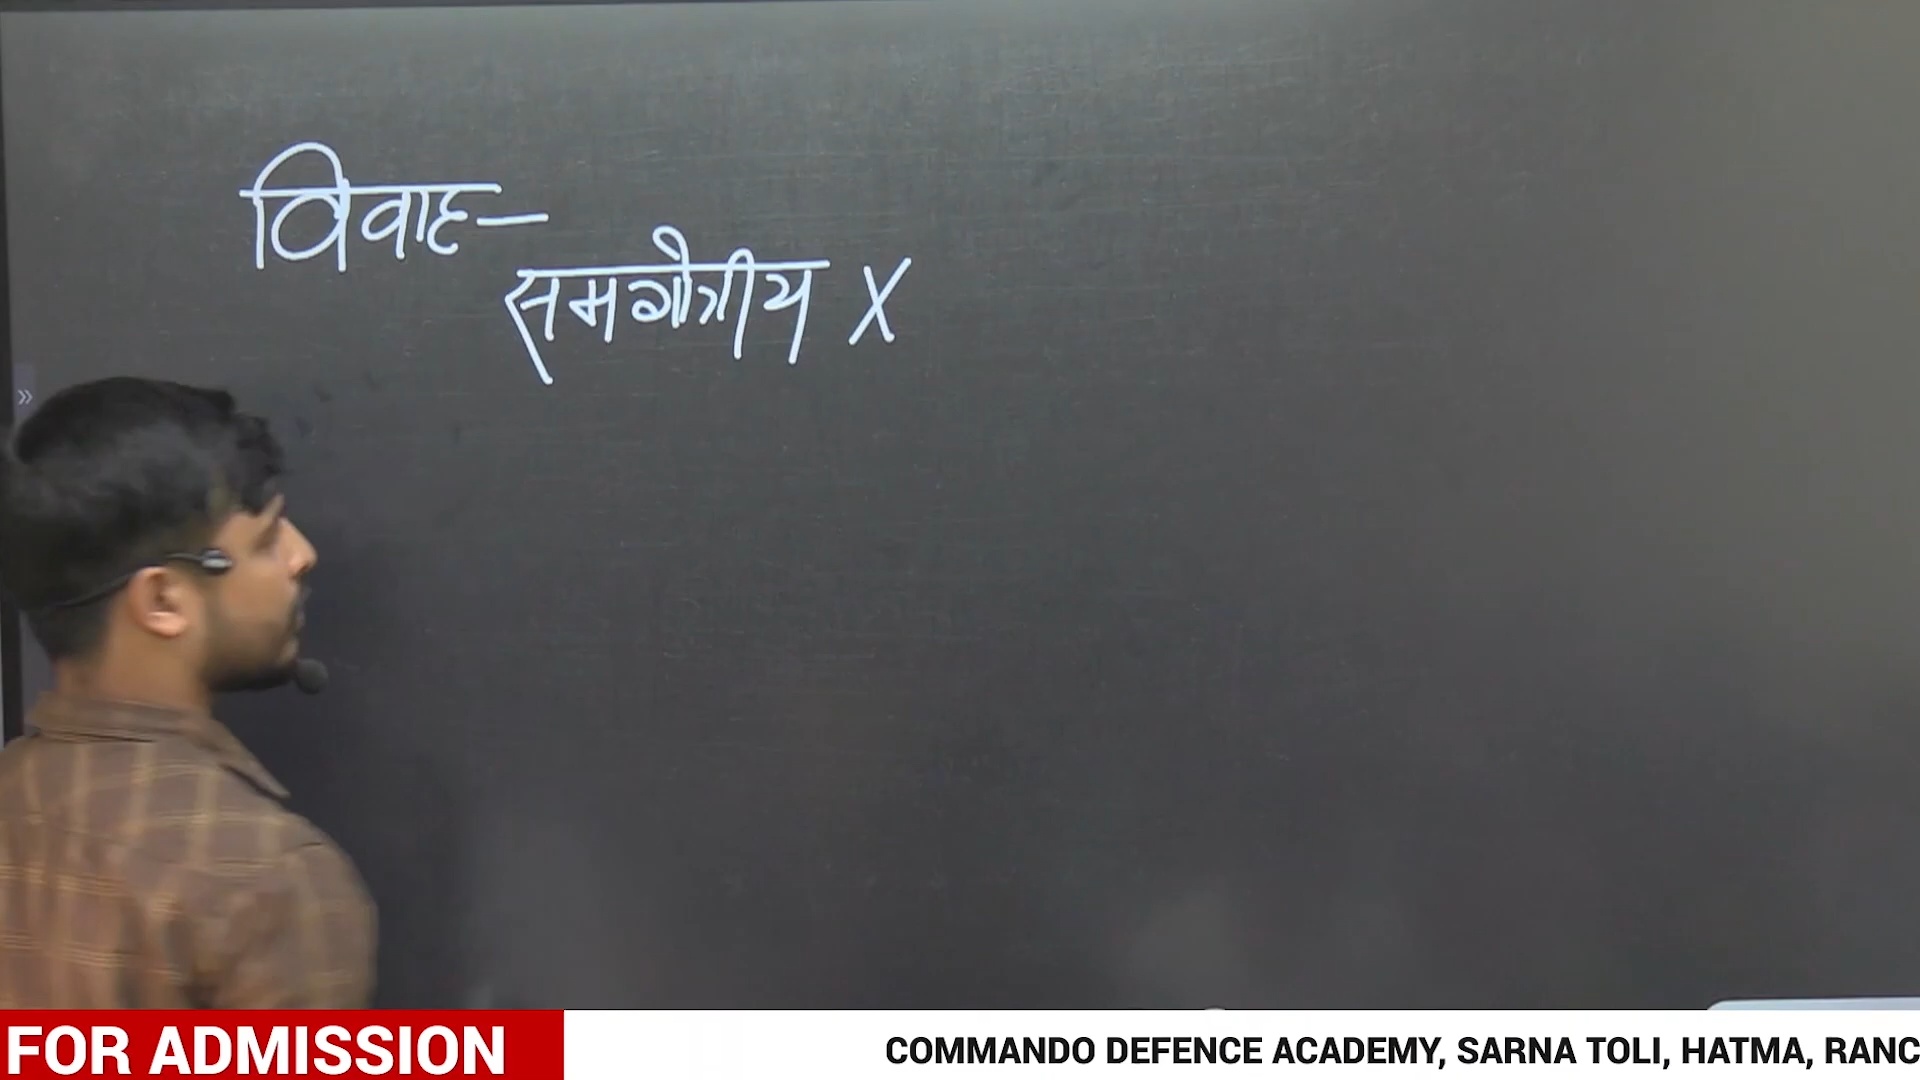 विवाह–
समगोत्रीय X
»
FOR ADMISSION
COMMANDO DEFENCE ACADEMY, SARNA TOLI, HATMA, RANC